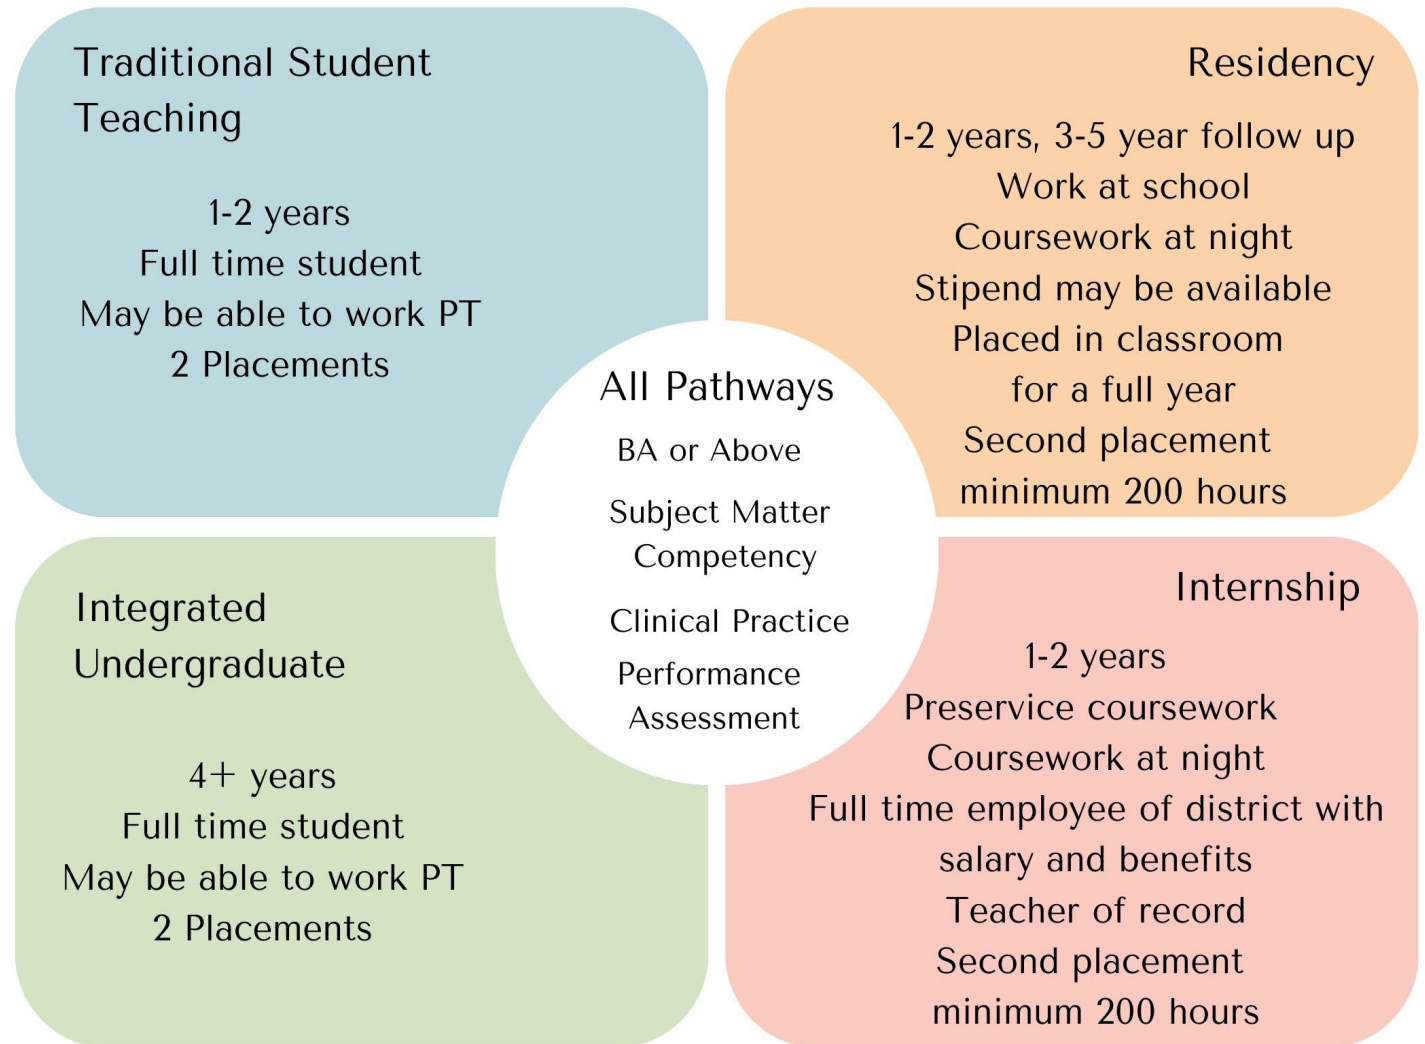 Traditional Student
Teaching
1-2 years
Full time student
May be able to work PT
2 Placements
Residency
1-2 years, 3-5 year follow up
Work at school
Coursework at night
Stipend may be available
Placed in classroom
for a full year
Second placement
minimum 200 hours
All Pathways
BA or Above
Subject Matter
Competency
Clinical Practice
Performance
Assessment
Integrated
Undergraduate
4+ years
Full time student
May be able to work PT
2 Placements
Internship
1-2 years
Preservice coursework
Coursework at night
Full time employee of district with
salary and benefits
Teacher of record
Second placement
minimum 200 hours